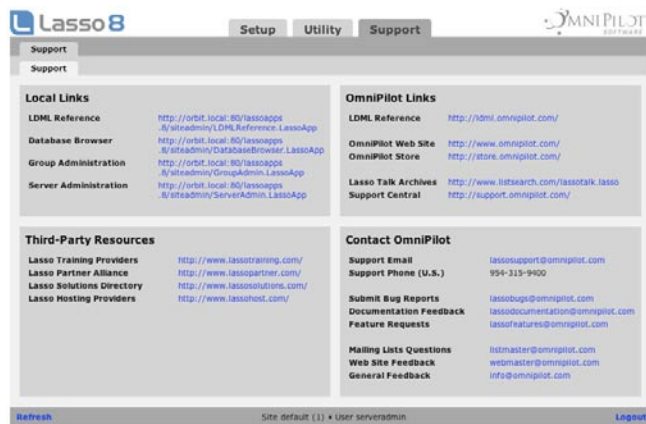 Lasso 8
Setup Utility Support
OMNIPILOT
SOFTWARE
Support
Support
Local Links
LDML Reference http://orbit.local:80/lassoapps
.8/siteadmin/LDMLReference.LassoApp
Database Browser http://orbit.local:80/lassoapps
.8/siteadmin/DatabaseBrowser.LassoApp
Group Administration http://orbit.local:80/lassoapps
.8/siteadmin/GroupAdmin.LassoApp
Server Administration http://orbit.local:80/lassoapps
.8/siteadmin/ServerAdmin.LassoApp
OmniPilot Links
LDML Reference http://ldml.omnipilot.com/
OmniPilot Web Site http://www.omnipilot.com/
OmniPilot Store http://store.omnipilot.com/
Lasso Talk Archives http://www.listsearch.com/lassotalk.lasso
Support Central http://support.omnipilot.com/
Third-Party Resources
Lasso Training Providers http://www.lassotraining.com/
Lasso Partner Alliance http://www.lassopartner.com/
Lasso Solutions Directory http://www.lassosolutions.com/
Lasso Hosting Providers http://www.lassohost.com/
Contact OmniPilot
Support Email lassosupport@omnipilot.com
Support Phone (U.S.) 954-315-9400
Submit Bug Reports lassobugs@omnipilot.com
Documentation Feedback lassodocumentation@omnipilot.com
Feature Requests lassofeatures@omnipilot.com
Mailing Lists Questions listmaster@omnipilot.com
Web Site Feedback webmaster@omnipilot.com
General Feedback info@omnipilot.com
Refresh Site default (1) • User serveradmin Logout